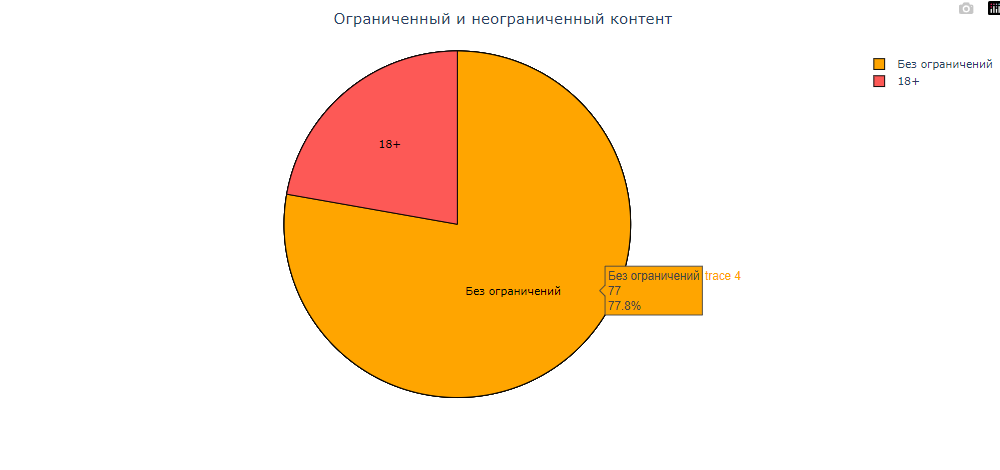 Ограниченный и неограниченный контент
Без ограничений
18+
18+
Без ограничений
Без ограничений trace 4
77
77.8%